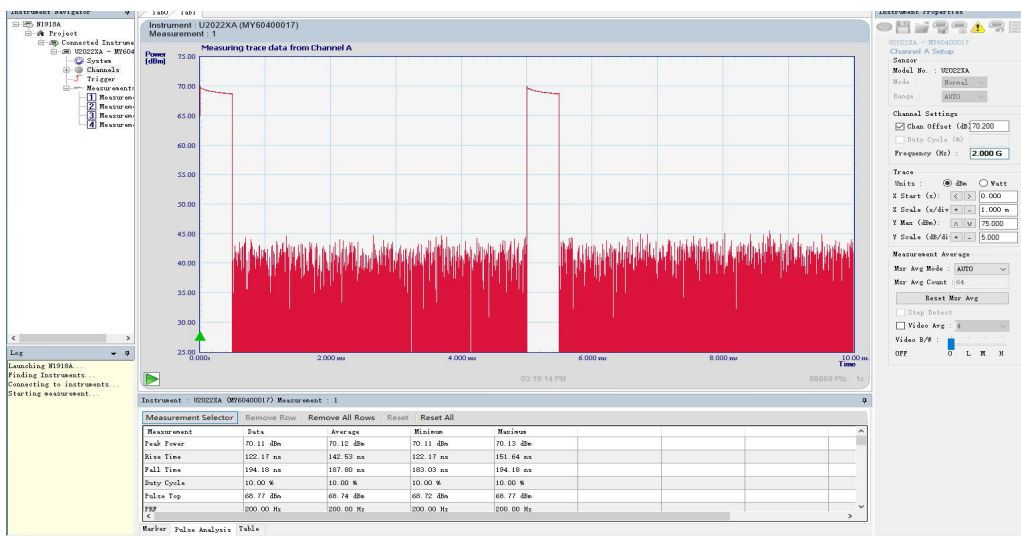 Instrument Navigator
N1918A
Project
Connected Instrume
U2022XA - MY604
System
Channels
Trigger
Measurements
1 Measurem
2 Measurem
3 Measurem
4 Measurem
Log
Launching N1918A...
Finding Instruments...
Connecting to instruments...
Starting measurement...
Tab0 Tab1
Instrument : U2022XA (MY60400017)
Measurement : 1
Power (dBm)
Measuring trace data from Channel A
75.00
70.00
65.00
60.00
55.00
50.00
45.00
40.00
35.00
30.00
25.00
0.000s 2.000 ms 4.000 ms 6.000 ms 8.000 ms 10.00 m
Time
03:19:14 PM
Pts 1x
Instrument : U2022XA (MY60400017) Measurement : 1
Measurement Selector Remove Row Remove All Rows Reset Reset All
Measurement Data Average Minimum Maximum
Peak Power 70.11 dBm 70.12 dBm 70.11 dBm 70.13 dBm
Rise Time 122.17 ns 142.53 ns 122.17 ns 151.64 ns
Fall Time 194.18 ns 187.80 ns 183.03 ns 194.18 ns
Duty Cycle 10.00 % 10.00 % 10.00 % 10.00 %
Pulse Top 68.77 dBm 68.74 dBm 68.72 dBm 68.77 dBm
PRF 200.00 Hz 200.00 Hz 200.00 Hz 200.00 Hz
Marker Pulse Analysis Table
Instrument Properties
U2022XA - MY60400017
Channel A Setup
Sensor
Model No. : U2022XA
Mode : Normal
Range : AUTO
Channel Settings
Chan Offset (dB) 70.200
Duty Cycle (%)
Frequency (Hz) : 2.000 G
Trace
Units : dBm Watt
X Start (s): < > 0.000
X Scale (s/div + - 1.000 m
Y Max (dBm): 75.000
Y Scale (dB/di + - 5.000
Measurement Average
Msr Avg Mode : AUTO
Msr Avg Count : 64
Reset Msr Avg
Step Detect
Video Avg : 4
Video B/W :
OFF O L M H